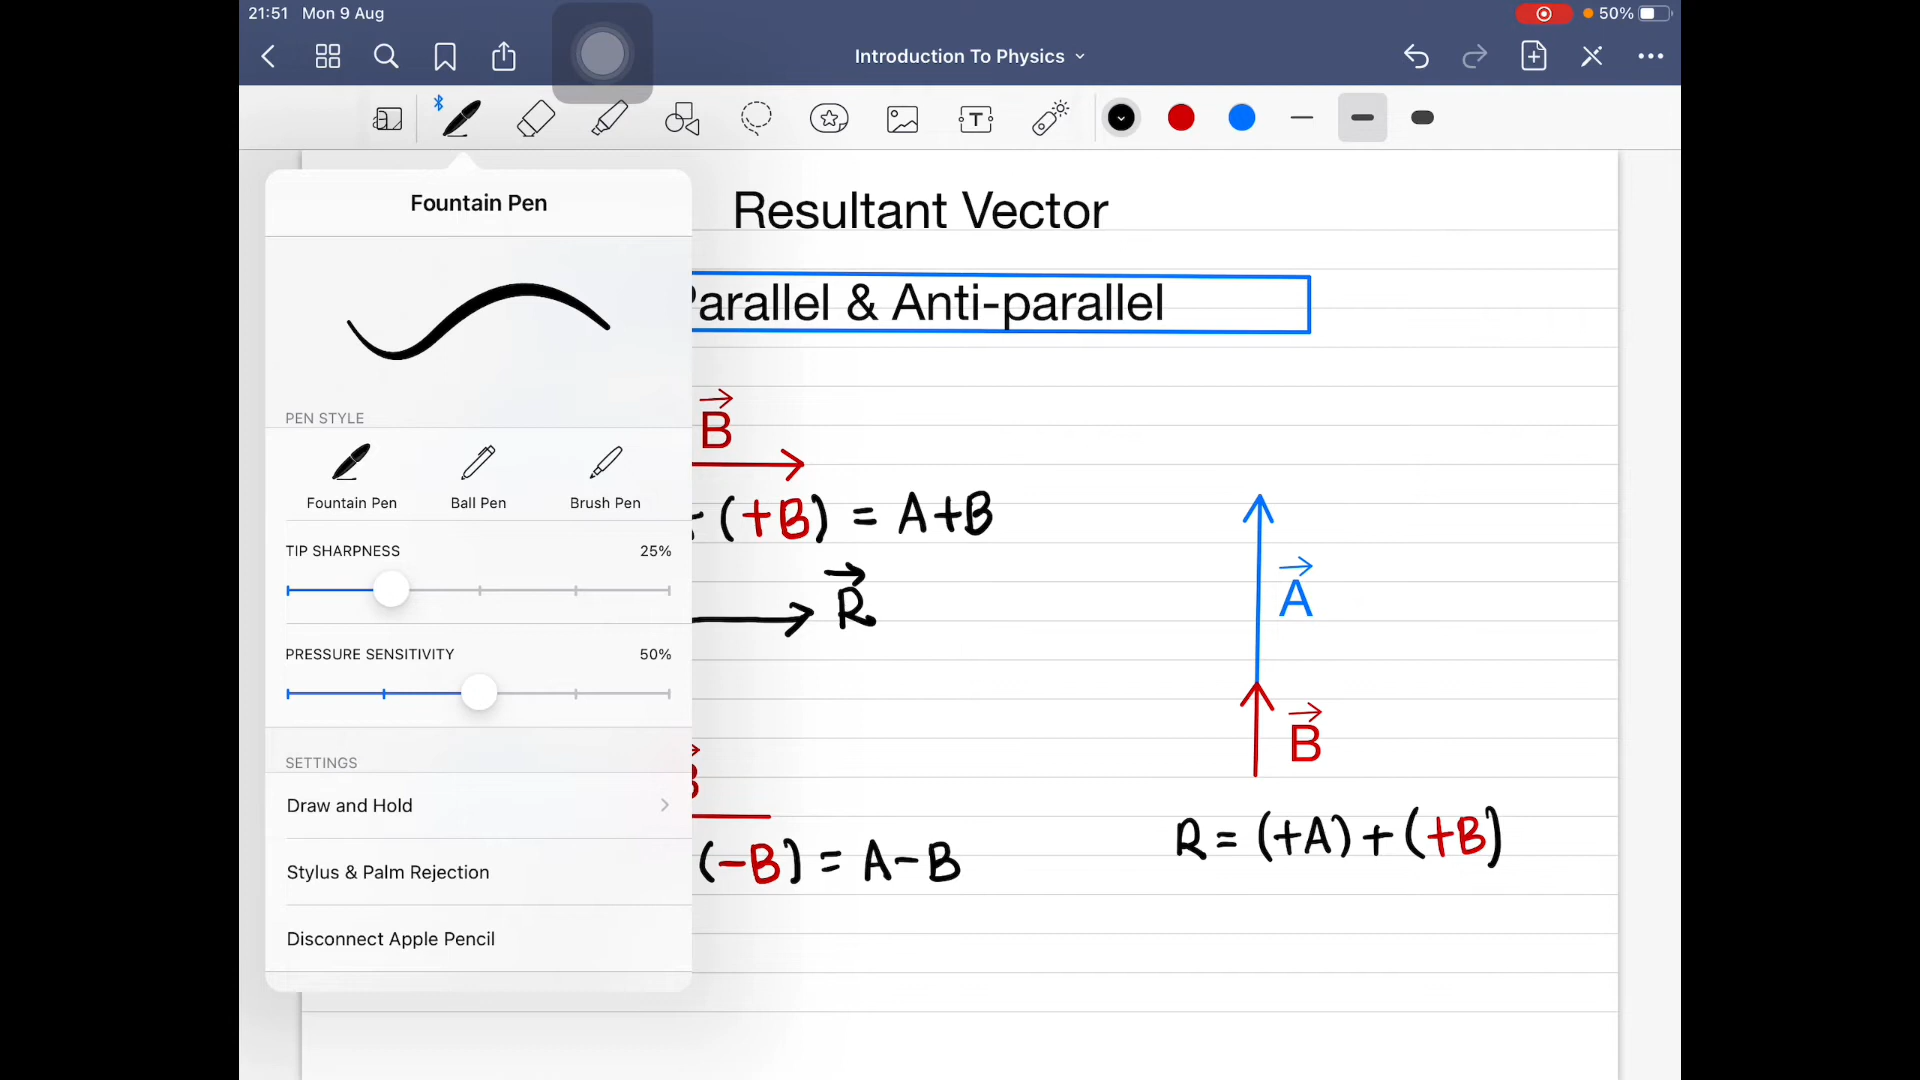 21:51 Mon 9 Aug 50%
Introduction To Physics
Fountain Pen
Resultant Vector
Parallel & Anti-parallel
PEN STYLE
Fountain Pen Ball Pen Brush Pen
TIP SHARPNESS 25%
PRESSURE SENSITIVITY 50%
SETTINGS
Draw and Hold
Stylus & Palm Rejection
Disconnect Apple Pencil
B
(+B) = A+B
R
(-B) = A-B
A
B
R = (+A) + (+B)